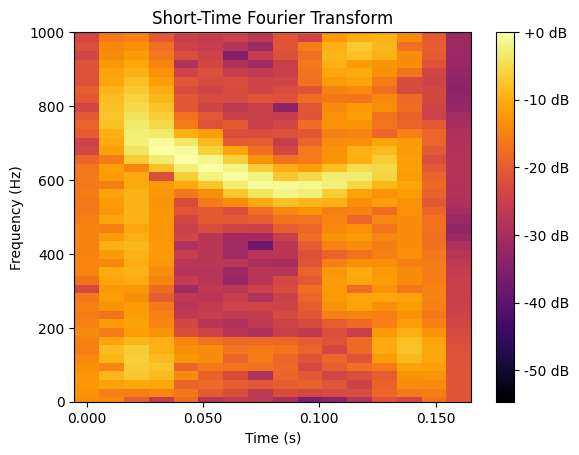 Short-Time Fourier Transform
1000
800
600
400
200
0
Frequency (Hz)
0.000
0.050
0.100
0.150
Time (s)
+0 dB
-10 dB
-20 dB
-30 dB
-40 dB
-50 dB